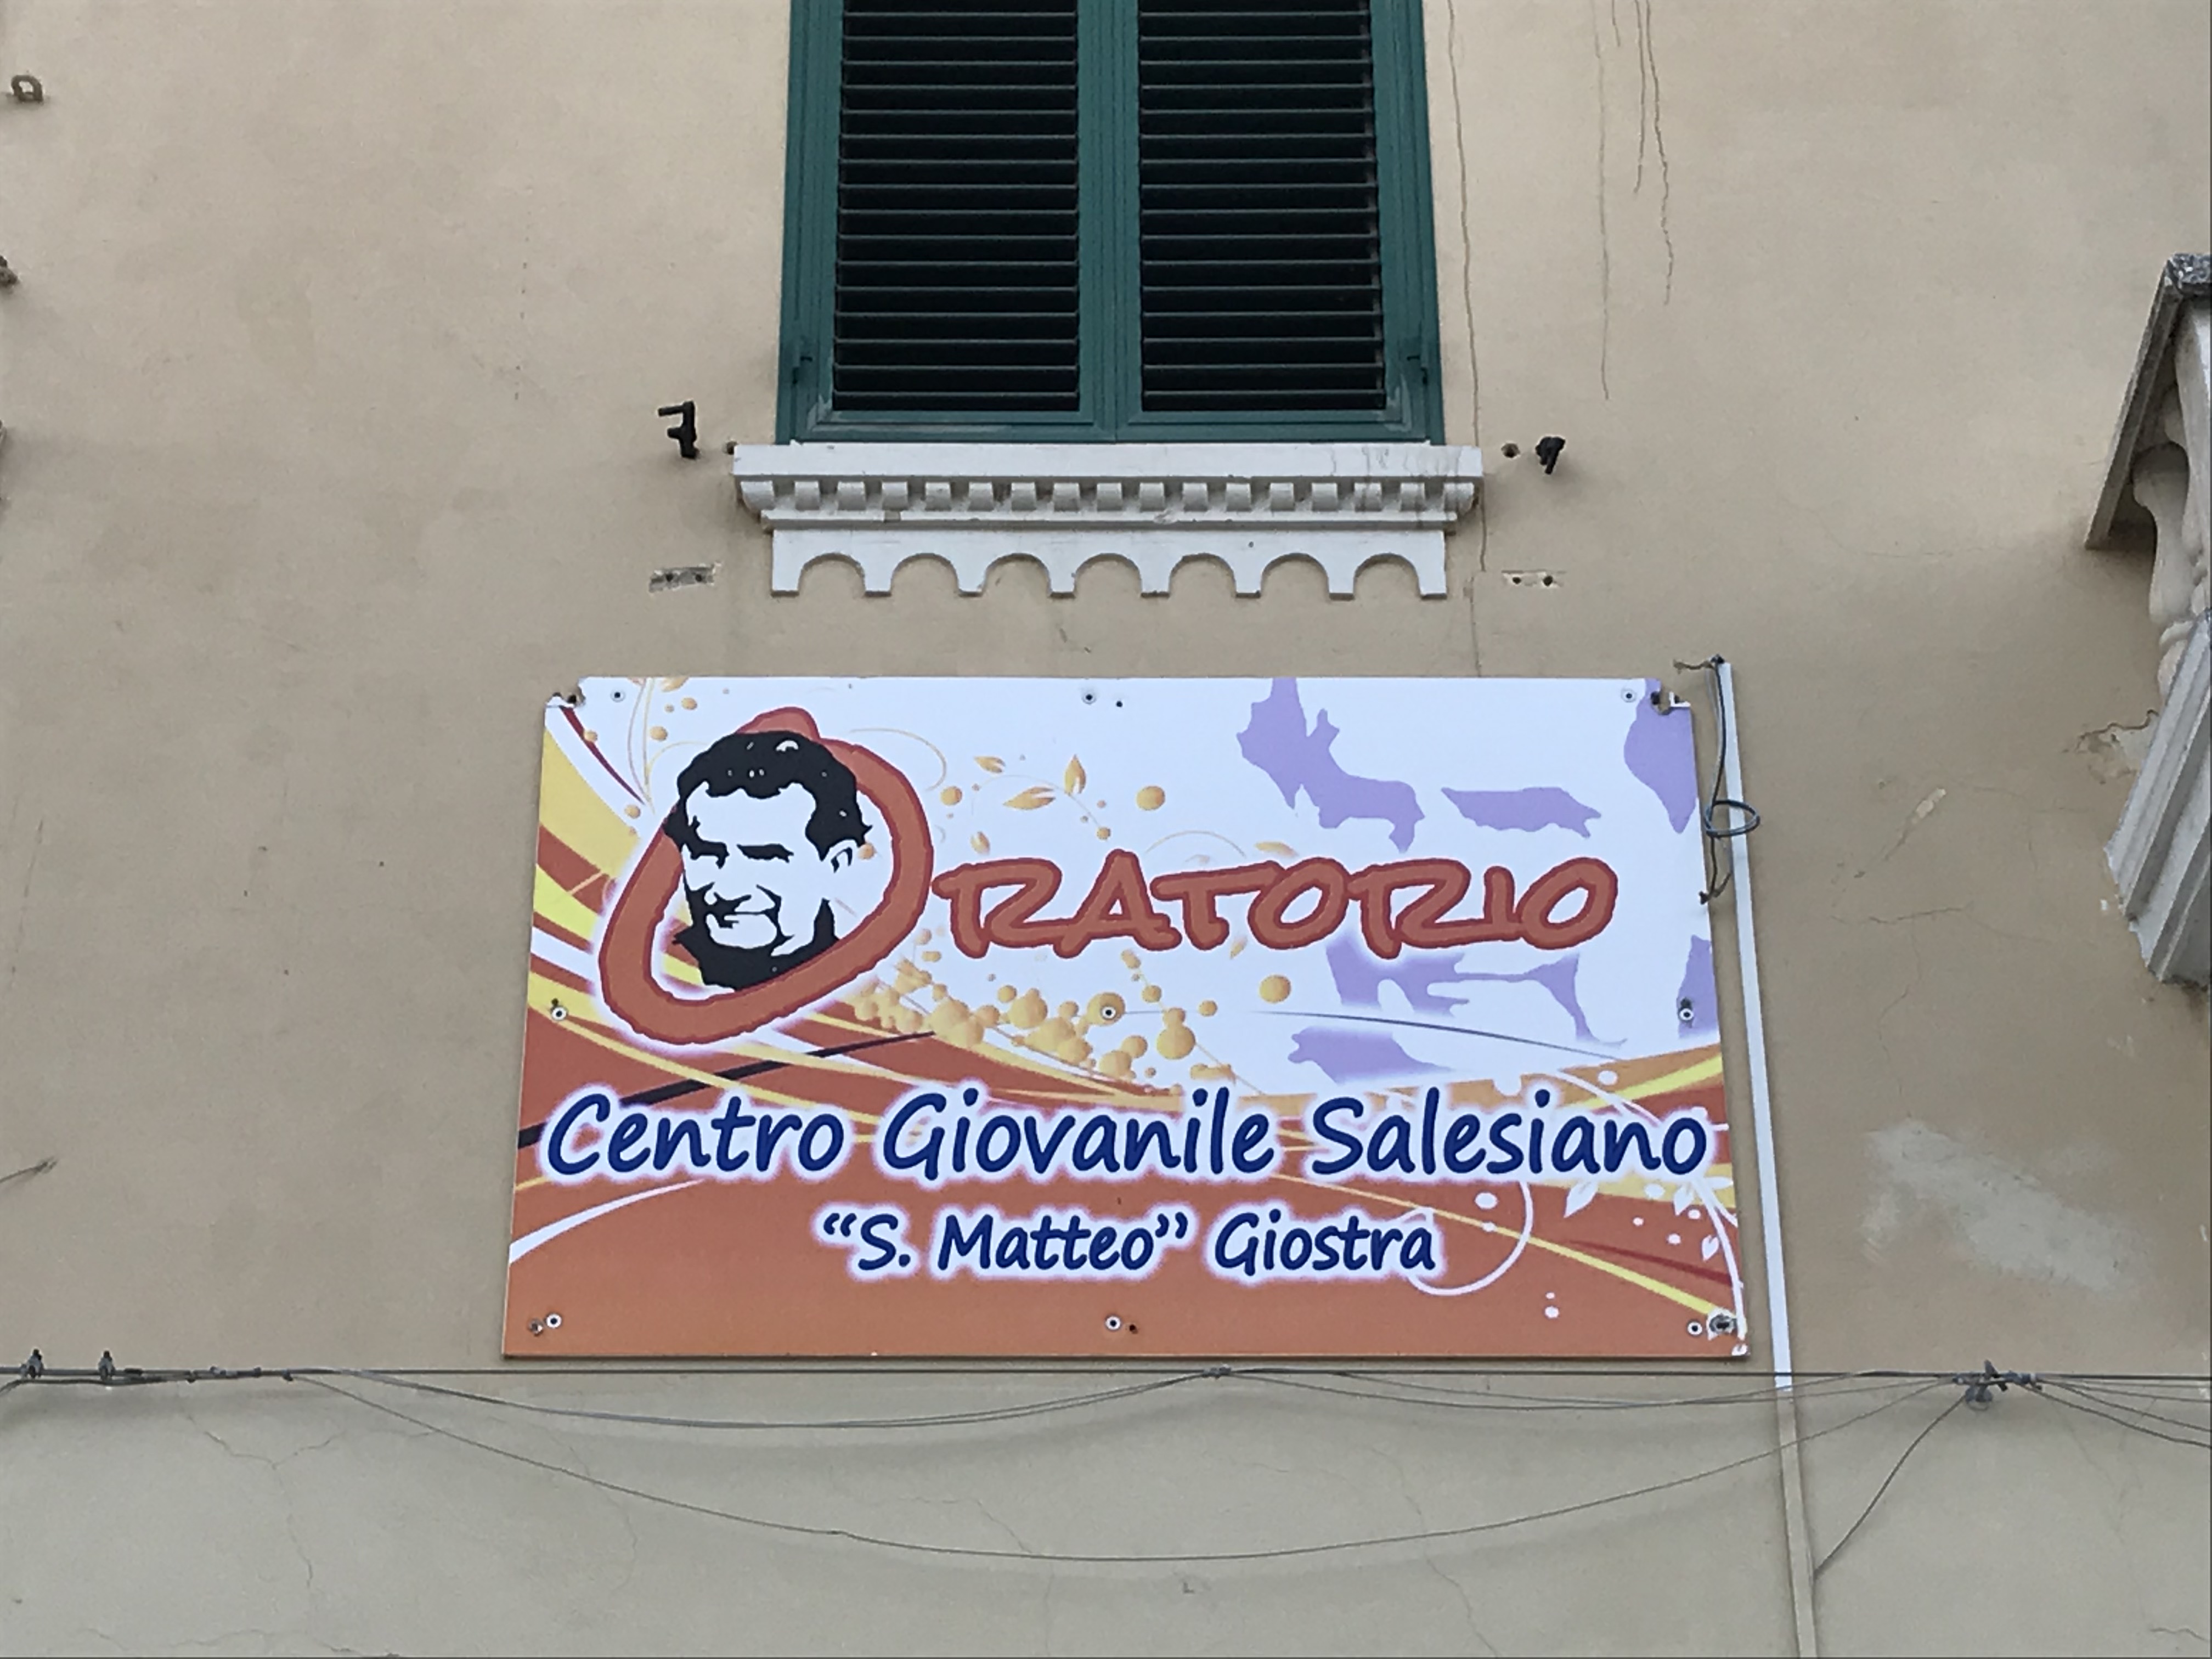 ORATORIO
Centro Giovanile Salesiano
“S. Matteo” Giostra